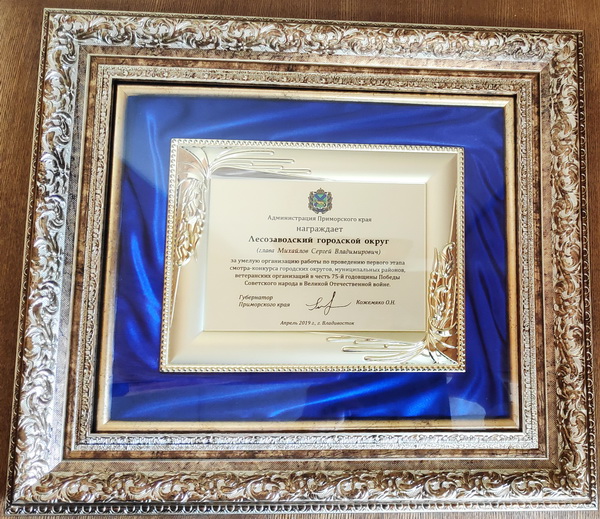 Администрация Приморского края
награждает
Лесозаводский городской округ
(глава Михайлов Сергей Владимирович)
за умелую организацию работы по проведению первого этапа
смотра-конкурса городских округов, муниципальных районов,
ветеранских организаций в честь 75-й годовщины Победы
Советского народа в Великой Отечественной войне.
Губернатор
Приморского края
Кожемяко О.Н.
Апрель 2019 г., г. Владивосток